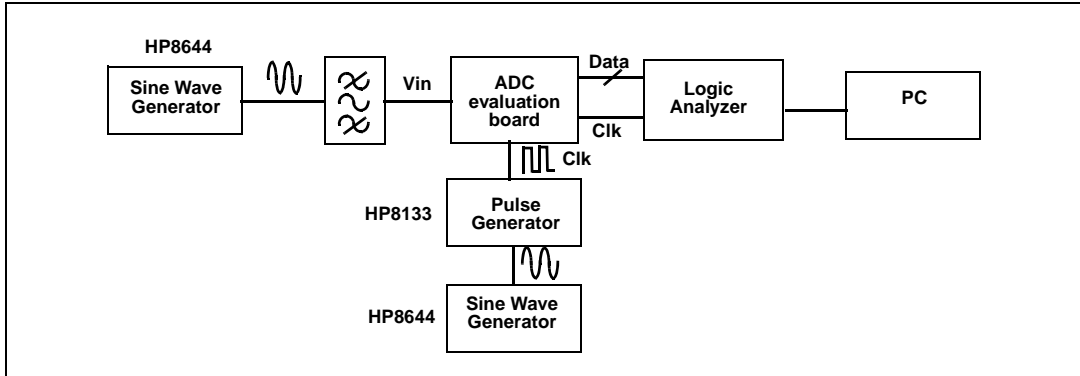 HP8644
Sine Wave
Generator
Vin
ADC
evaluation
board
Data
Clk
Logic
Analyzer
PC
Clk
HP8133
Pulse
Generator
HP8644
Sine Wave
Generator